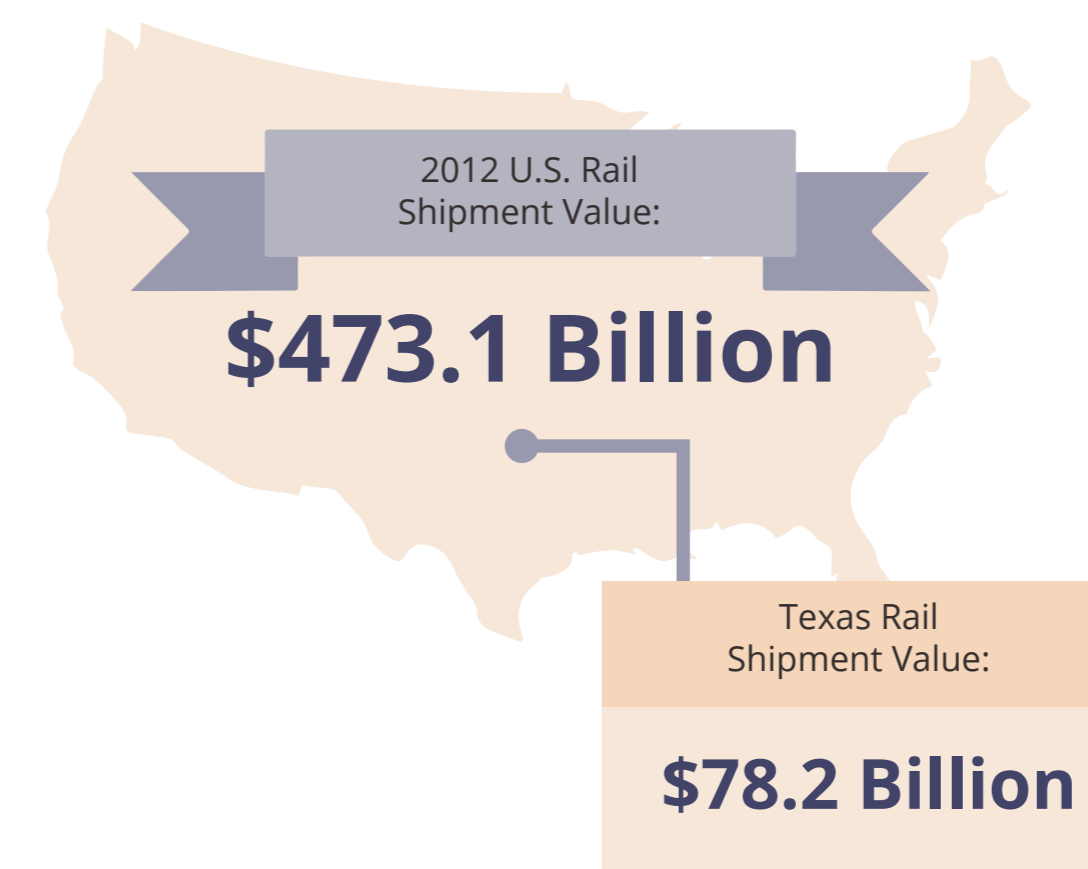 2012 U.S. Rail
Shipment Value:
$473.1 Billion
Texas Rail
Shipment Value:
$78.2 Billion